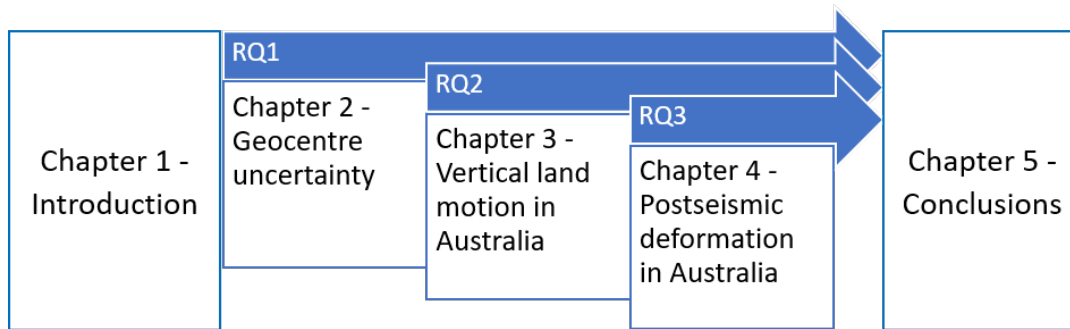 Chapter 1 -
Introduction
RQ1
Chapter 2 -
Geocentre
uncertainty
RQ2
Chapter 3 -
Vertical land
motion in
Australia
RQ3
Chapter 4 -
Postseismic
deformation
in Australia
Chapter 5 -
Conclusions